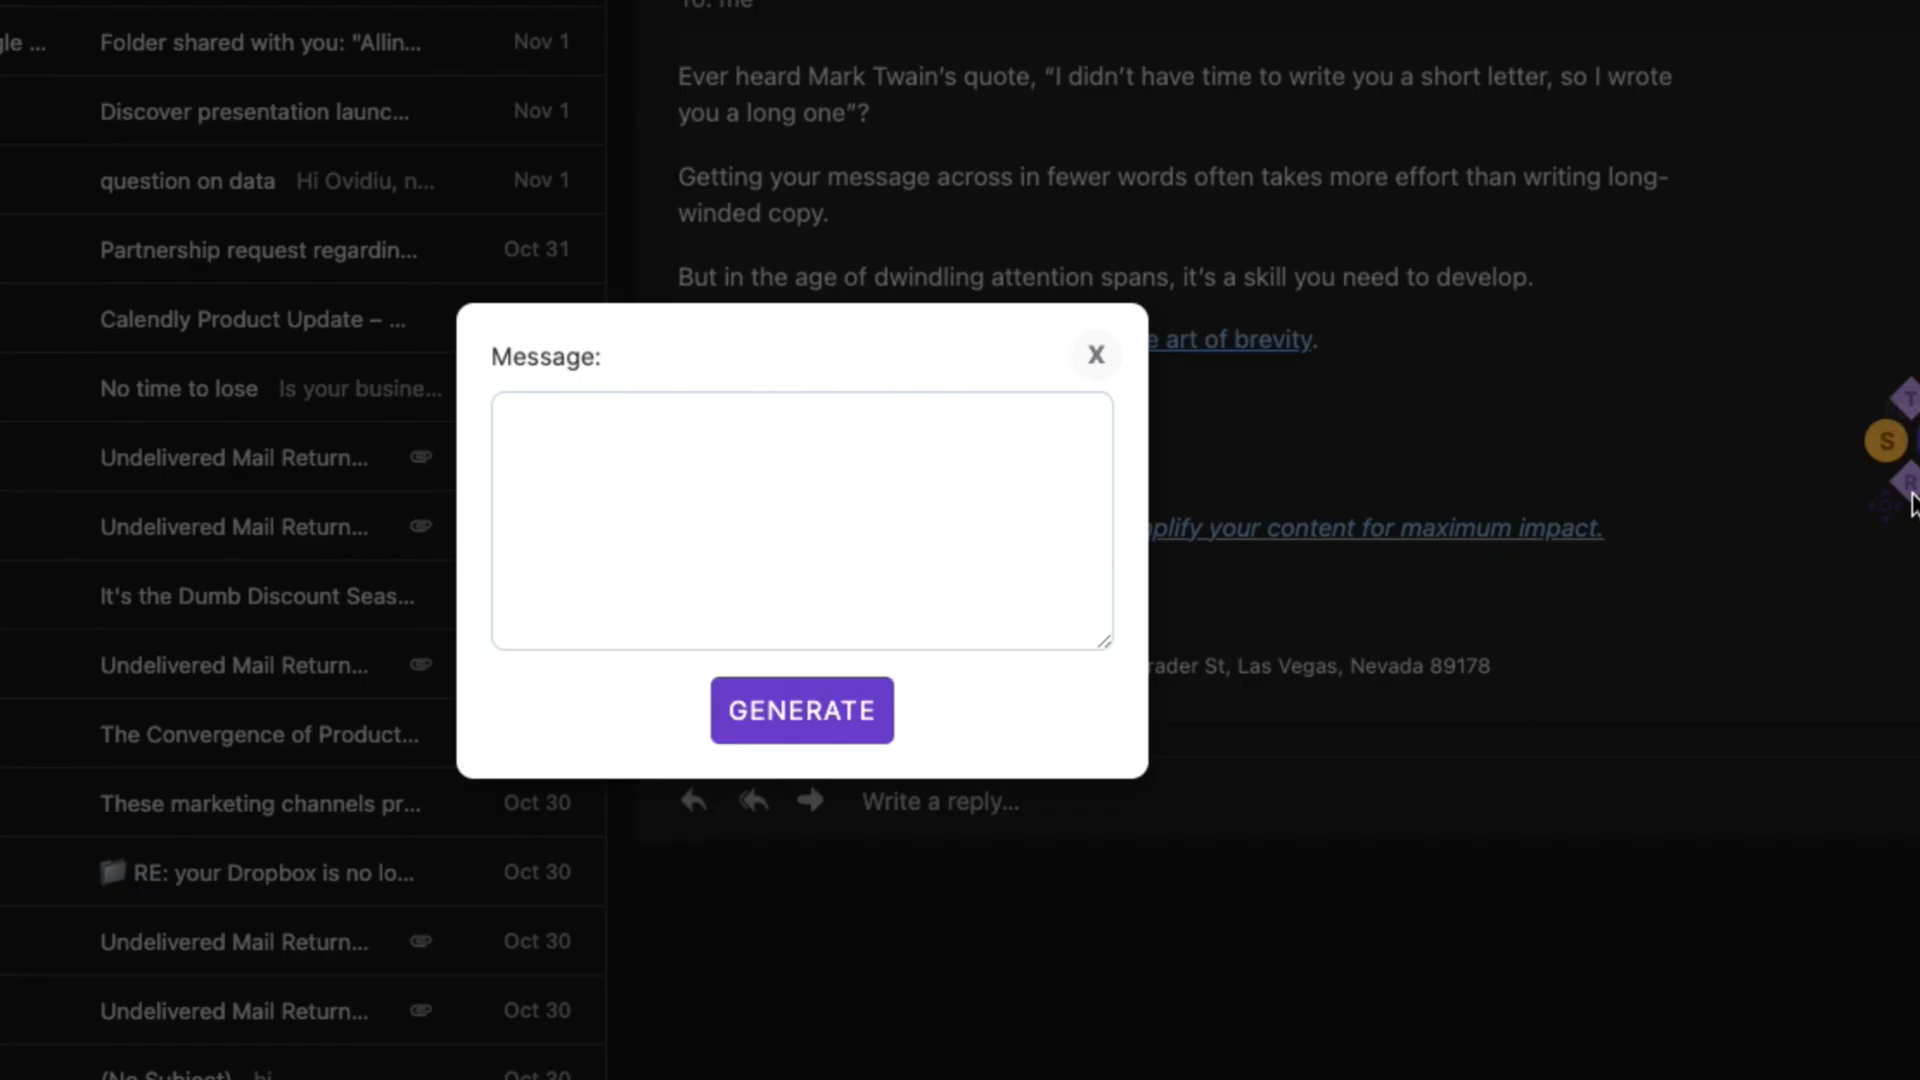 gle ... Folder shared with you: "Allin... Nov 1
Discover presentation launc... Nov 1
question on data Hi Ovidiu, n... Nov 1
Partnership request regardin... Oct 31
Calendly Product Update – ...
No time to lose Is your busine...
Undelivered Mail Return...
Undelivered Mail Return...
It's the Dumb Discount Seas...
Undelivered Mail Return...
The Convergence of Product...
These marketing channels pr... Oct 30
RE: your Dropbox is no lo... Oct 30
Undelivered Mail Return... Oct 30
Undelivered Mail Return... Oct 30
(No Subject) hi Oct 30
To: me
Ever heard Mark Twain’s quote, “I didn’t have time to write you a short letter, so I wrote
you a long one”?
Getting your message across in fewer words often takes more effort than writing long-
winded copy.
But in the age of dwindling attention spans, it’s a skill you need to develop.
e art of brevity.
plify your content for maximum impact.
rader St, Las Vegas, Nevada 89178
Write a reply...
Message:
X
GENERATE
T
S
R